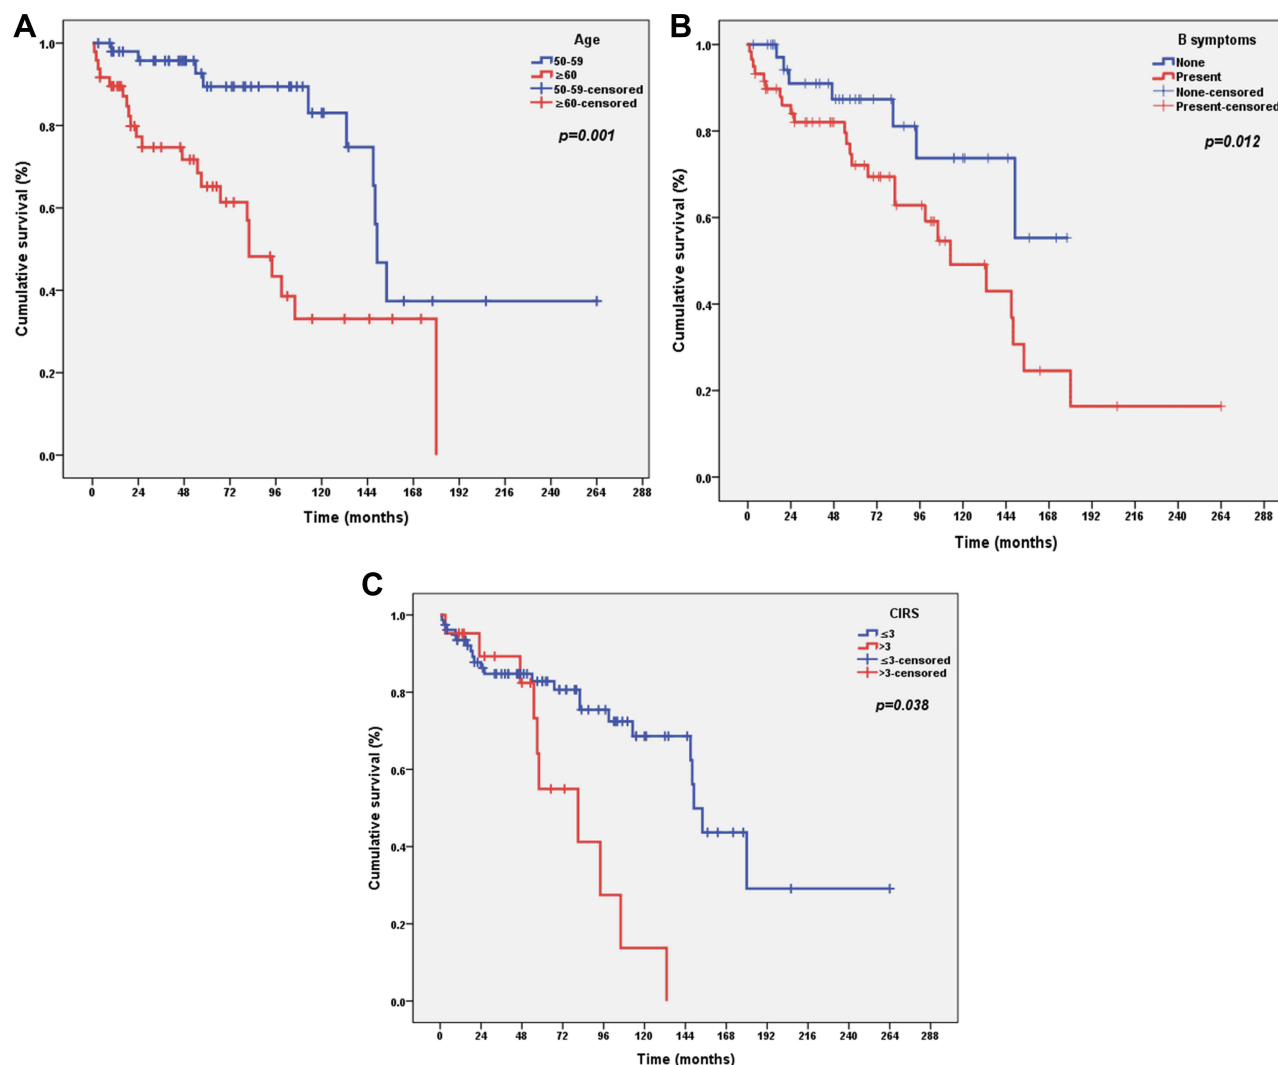 A
Age
50-59
≥60
50-59-censored
≥60-censored
p=0.001
Cumulative survival (%)
1.0
0.8
0.6
0.4
0.2
0.0
0 24 48 72 96 120 144 168 192 216 240 264 288
Time (months)
B
B symptoms
None
Present
None-censored
Present-censored
p=0.012
Cumulative survival (%)
1.0
0.8
0.6
0.4
0.2
0.0
0 24 48 72 96 120 144 168 192 216 240 264 288
Time (months)
C
CIRS
≤3
>3
≤3-censored
>3-censored
p=0.038
Cumulative survival (%)
1.0
0.8
0.6
0.4
0.2
0.0
0 24 48 72 96 120 144 168 192 216 240 264 288
Time (months)